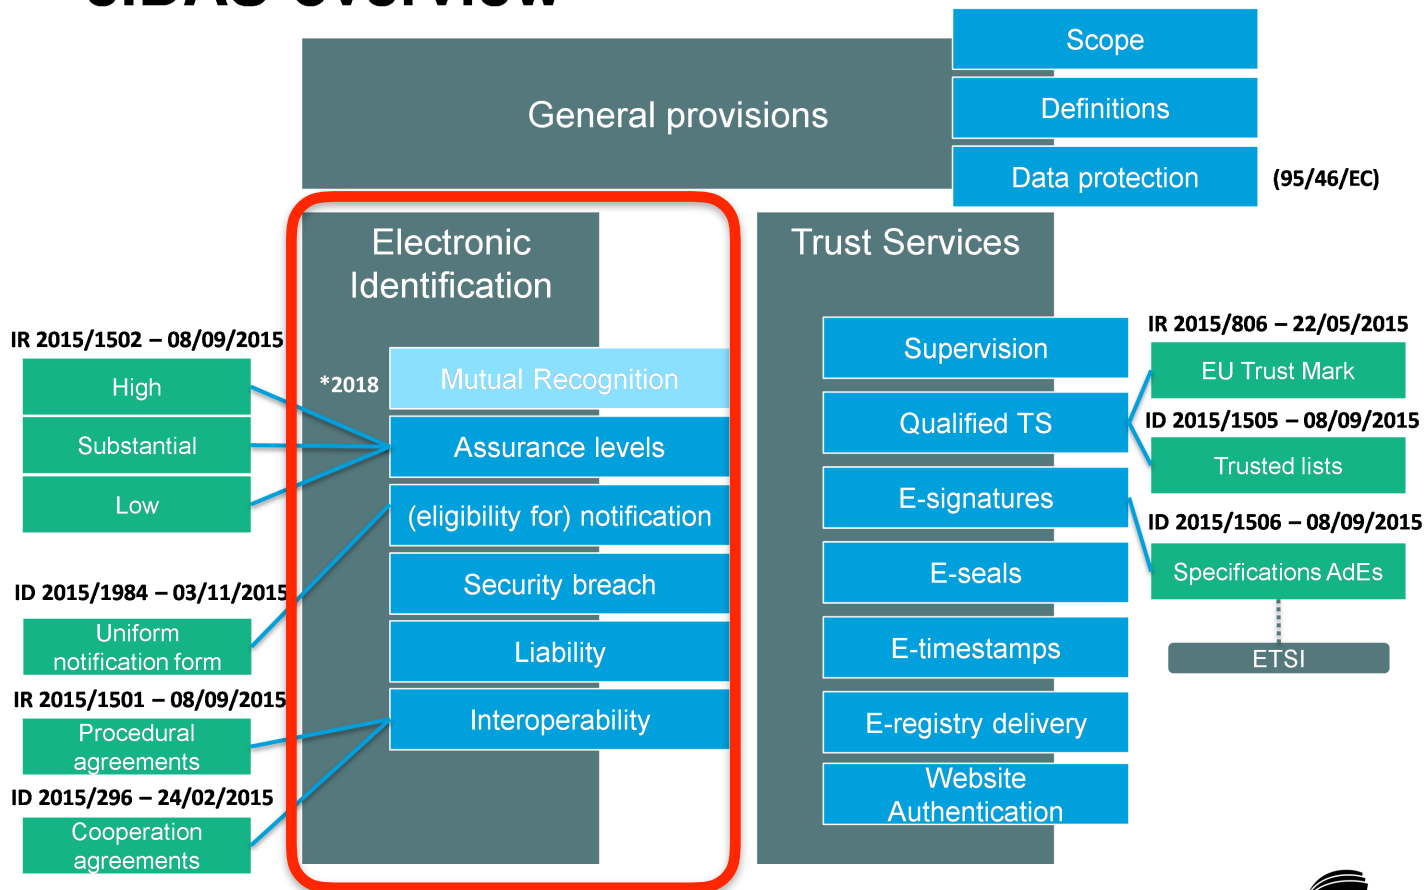 overview
General provisions
Scope
Definitions
Data protection
(95/46/EC)
Electronic
Identification
*2018
Mutual Recognition
Assurance levels
(eligibility for) notification
Security breach
Liability
Interoperability
IR 2015/1502 – 08/09/2015
High
Substantial
Low
ID 2015/1984 – 03/11/2015
Uniform
notification form
IR 2015/1501 – 08/09/2015
Procedural
agreements
ID 2015/296 – 24/02/2015
Cooperation
agreements
Trust Services
Supervision
Qualified TS
E-signatures
E-seals
E-timestamps
E-registry delivery
Website
Authentication
IR 2015/806 – 22/05/2015
EU Trust Mark
ID 2015/1505 – 08/09/2015
Trusted lists
ID 2015/1506 – 08/09/2015
Specifications AdEs
ETSI